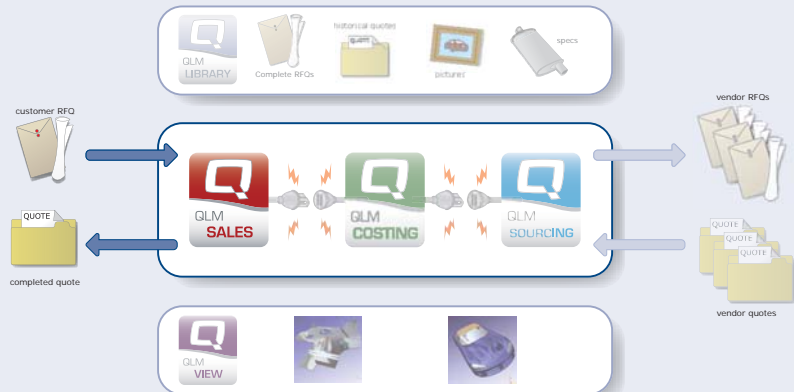 historical quotes
QUOTE
QLM
LIBRARY
Complete RFQs
pictures
specs
customer RFQ
vendor RFQs
QLM
SALES
QLM
COSTING
QLM
SOURCING
QUOTE
completed quote
QUOTE
QUOTE
QUOTE
vendor quotes
QLM
VIEW